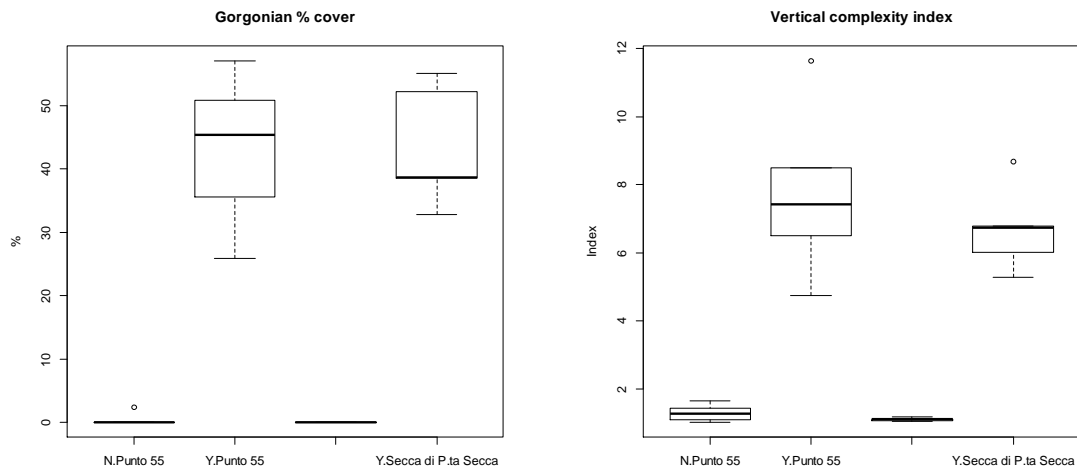 Gorgonian % cover
%
50
40
30
20
10
0
N.Punto 55 Y.Punto 55 Y.Secca di P.ta Secca
Vertical complexity index
Index
12
10
8
6
4
2
N.Punto 55 Y.Punto 55 Y.Secca di P.ta Secca